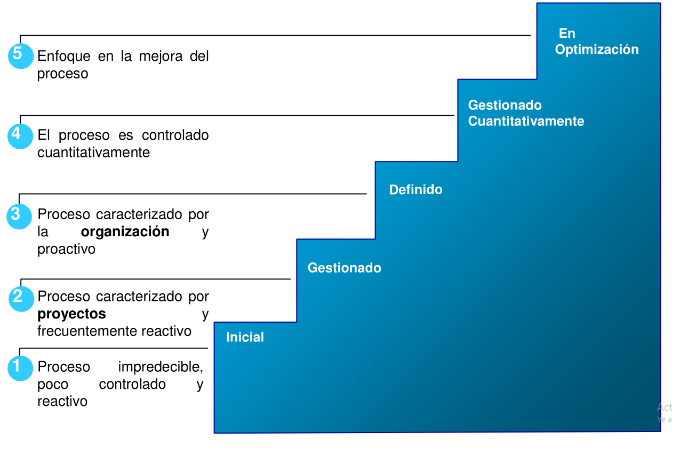 5
Enfoque en la mejora del
proceso
En
Optimización
4
El proceso es controlado
cuantitativamente
Gestionado
Cuantitativamente
3
Proceso caracterizado por
la organización y
proactivo
Definido
2
Proceso caracterizado por
proyectos y
frecuentemente reactivo
Gestionado
1
Proceso impredecible,
poco controlado y
reactivo
Inicial
Act
Ve a